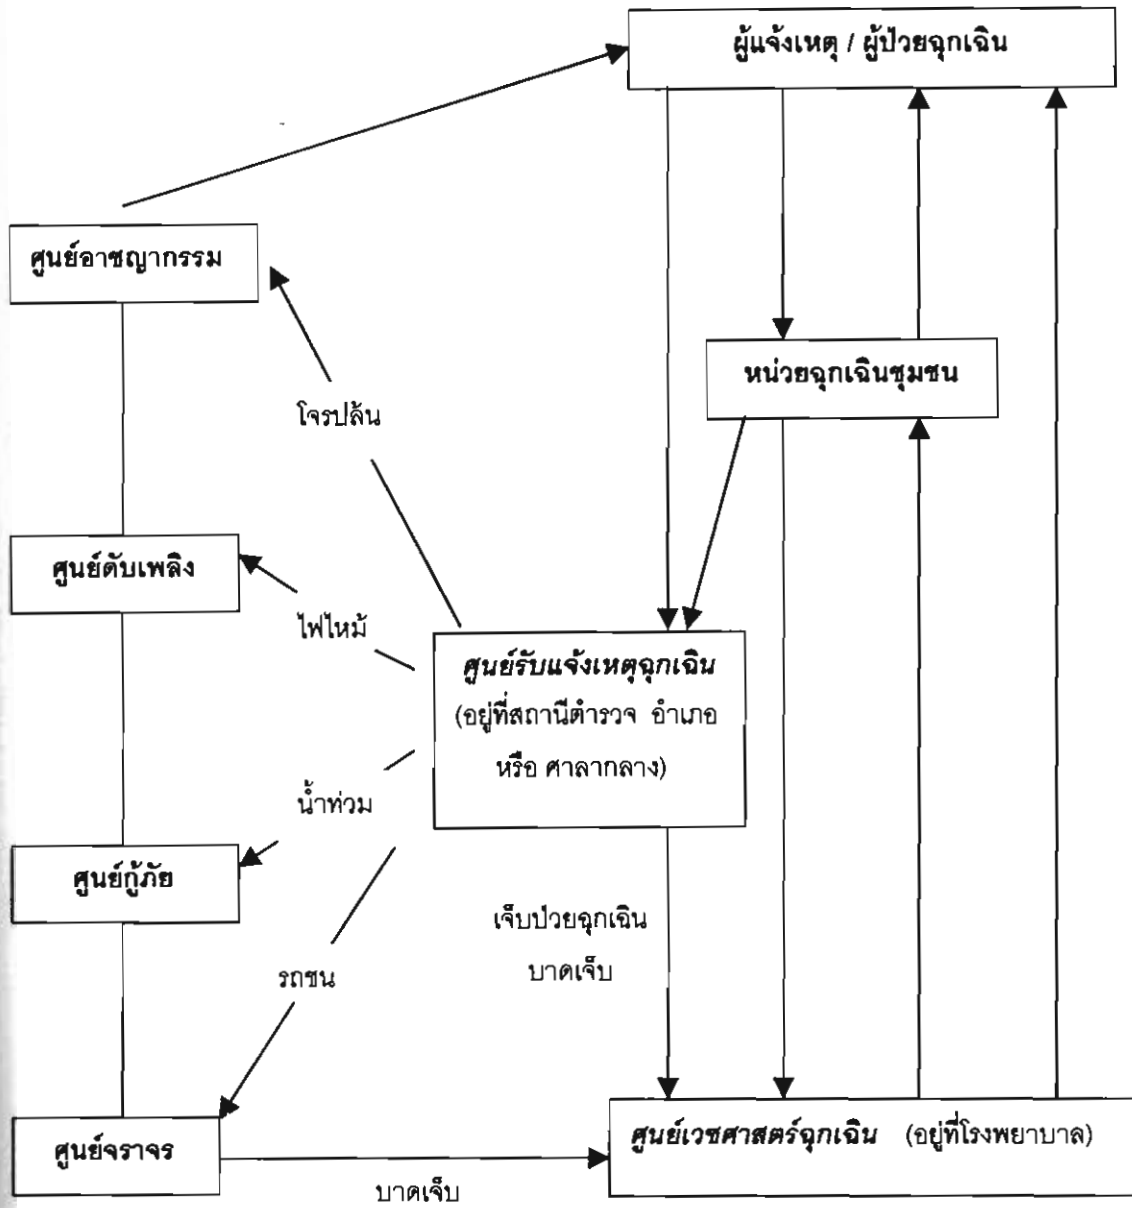 ผู้แจ้งเหตุ / ผู้ป่วยฉุกเฉิน
ศูนย์อาชญากรรม
หน่วยฉุกเฉินชุมชน
โจรปล้น
ศูนย์ดับเพลิง
ไฟไหม้
ศูนย์รับแจ้งเหตุฉุกเฉิน
(อยู่ที่สถานีตำรวจ อำเภอ
หรือ ศาลากลาง)
น้ำท่วม
ศูนย์กู้ภัย
เจ็บป่วยฉุกเฉิน
บาดเจ็บ
รถชน
ศูนย์จราจร
ศูนย์เวชศาสตร์ฉุกเฉิน (อยู่ที่โรงพยาบาล)
บาดเจ็บ